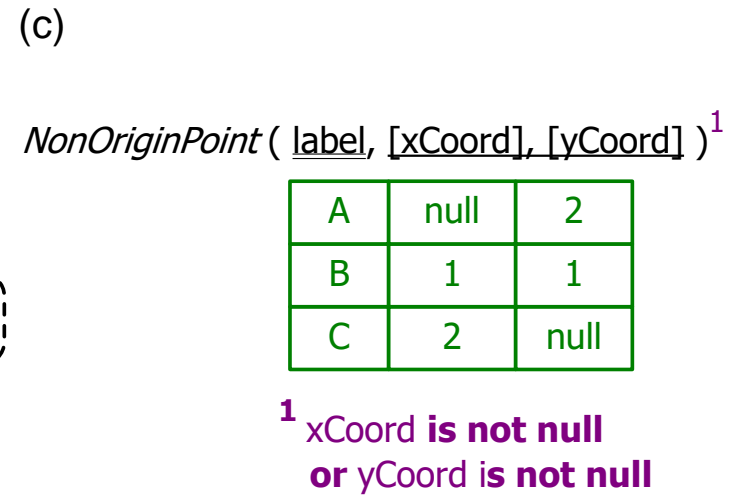 (c)
NonOriginPoint ( label, [xCoord], [yCoord] )1
A null 2
B 1 1
C 2 null
1 xCoord is not null
or yCoord is not null